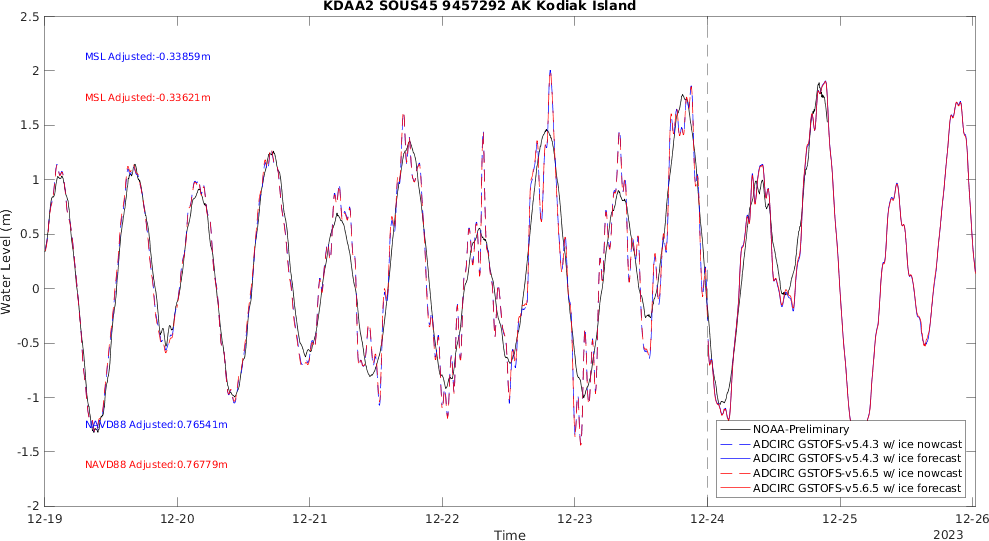 KDAA2 SOUS45 9457292 AK Kodiak Island
2.5
2
1.5
1
0.5
0
-0.5
-1
-1.5
-2
Water Level (m)
MSL Adjusted:-0.33859m
MSL Adjusted:-0.33621m
NAVD88 Adjusted:0.76541m
NAVD88 Adjusted:0.76779m
NOAA-Preliminary
ADCIRC GSTOFS-v5.4.3 w/ ice nowcast
ADCIRC GSTOFS-v5.4.3 w/ ice forecast
ADCIRC GSTOFS-v5.6.5 w/ ice nowcast
ADCIRC GSTOFS-v5.6.5 w/ ice forecast
12-19 12-20 12-21 12-22 12-23 12-24 12-25 12-26
Time
2023